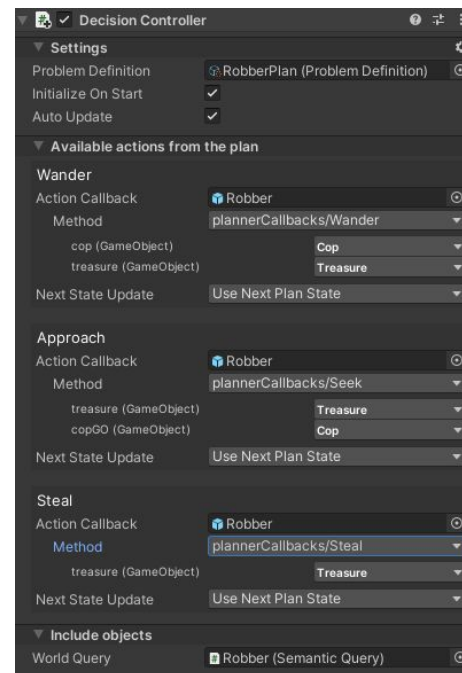 Decision Controller
Settings
Problem Definition RobberPlan (Problem Definition)
Initialize On Start
Auto Update
Available actions from the plan
Wander
Action Callback Robber
Method plannerCallbacks/Wander
cop (GameObject) Cop
treasure (GameObject) Treasure
Next State Update Use Next Plan State
Approach
Action Callback Robber
Method plannerCallbacks/Seek
treasure (GameObject) Treasure
copGO (GameObject) Cop
Next State Update Use Next Plan State
Steal
Action Callback Robber
Method plannerCallbacks/Steal
treasure (GameObject) Treasure
Next State Update Use Next Plan State
Include objects
World Query Robber (Semantic Query)